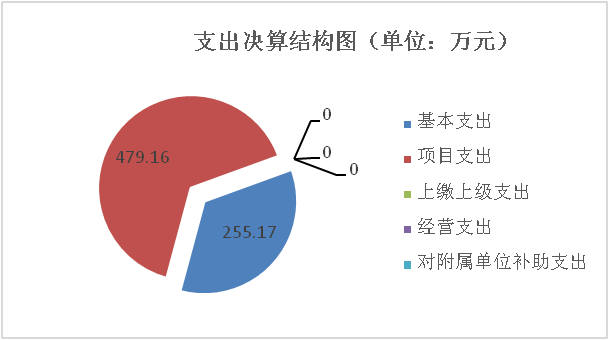 支出决算结构图（单位：万元）
479.16
255.17
0
0
0
基本支出
项目支出
上缴上级支出
经营支出
对附属单位补助支出